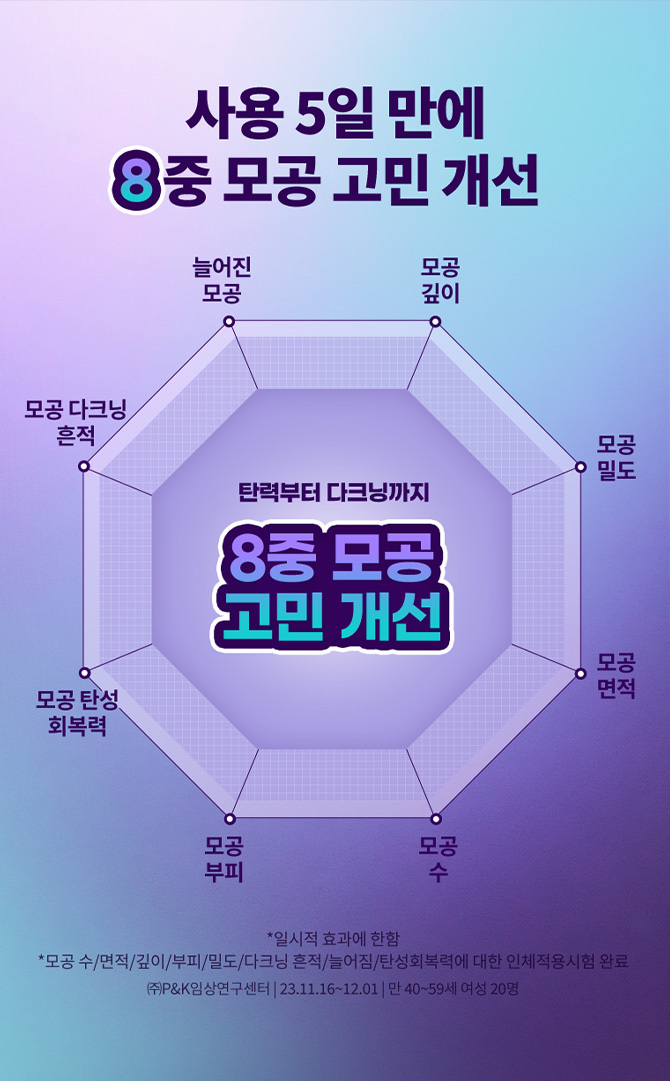 사용 5일 만에
8중 모공 고민 개선
늘어진
모공
모공
깊이
모공 다크닝
흔적
모공
밀도
탄력부터 다크닝까지
8중 모공
고민 개선
모공
면적
모공 탄성
회복력
모공
부피
모공
수
*일시적 효과에 한함
*모공 수/면적/깊이/부피/밀도/다크닝 흔적/늘어짐/탄성회복력에 대한 인체적용시험 완료
㈜P&K임상연구센터 | 23.11.16~12.01 | 만 40~59세 여성 20명